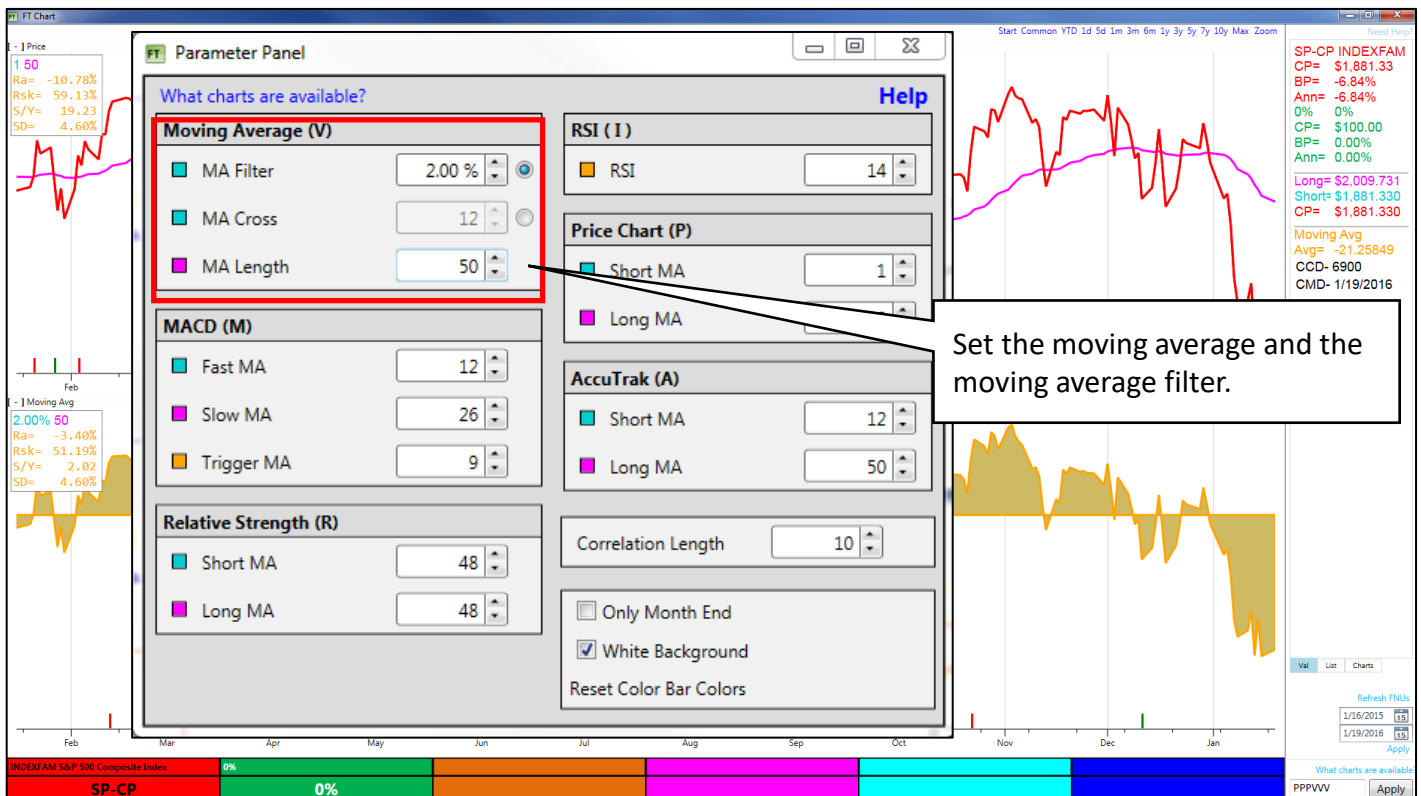 FT FT Chart
[ - ] Price
1 50
Ra= -10.78%
Rsk= 59.13%
S/Y= 19.23
SD= 4.60%
Start Common YTD 1d 5d 1m 3m 6m 1y 3y 5y 7y 10y Max Zoom
Need Help?
FT Parameter Panel
What charts are available?
Help
Moving Average (V)
MA Filter 2.00 %
MA Cross 12
MA Length 50
MACD (M)
Fast MA 12
Slow MA 26
Trigger MA 9
Relative Strength (R)
Short MA 48
Long MA 48
RSI ( I )
RSI 14
Price Chart (P)
Short MA 1
Long MA
AccuTrak (A)
Short MA 12
Long MA 50
Correlation Length 10
Only Month End
White Background
Reset Color Bar Colors
Set the moving average and the
moving average filter.
SP-CP INDEXFAM
CP= $1,881.33
BP= -6.84%
Ann= -6.84%
0% 0%
CP= $100.00
BP= 0.00%
Ann= 0.00%
Long= $2,009.731
Short= $1,881.330
CP= $1,881.330
Moving Avg
Avg= -21.25849
CCD- 6900
CMD- 1/19/2016
Feb
[ - ] Moving Avg
2.00% 50
Ra= -3.40%
Rsk= 51.19%
S/Y= 2.02
SD= 4.60%
Val List Charts
Refresh FNUs
1/16/2015 15
1/19/2016 15
Apply
Feb Mar Apr May Jun Jul Aug Sep Oct Nov Dec Jan
What charts are available?
PPPVVV Apply
INDEXFAM S&P 500 Composite Index 0%
SP-CP 0%